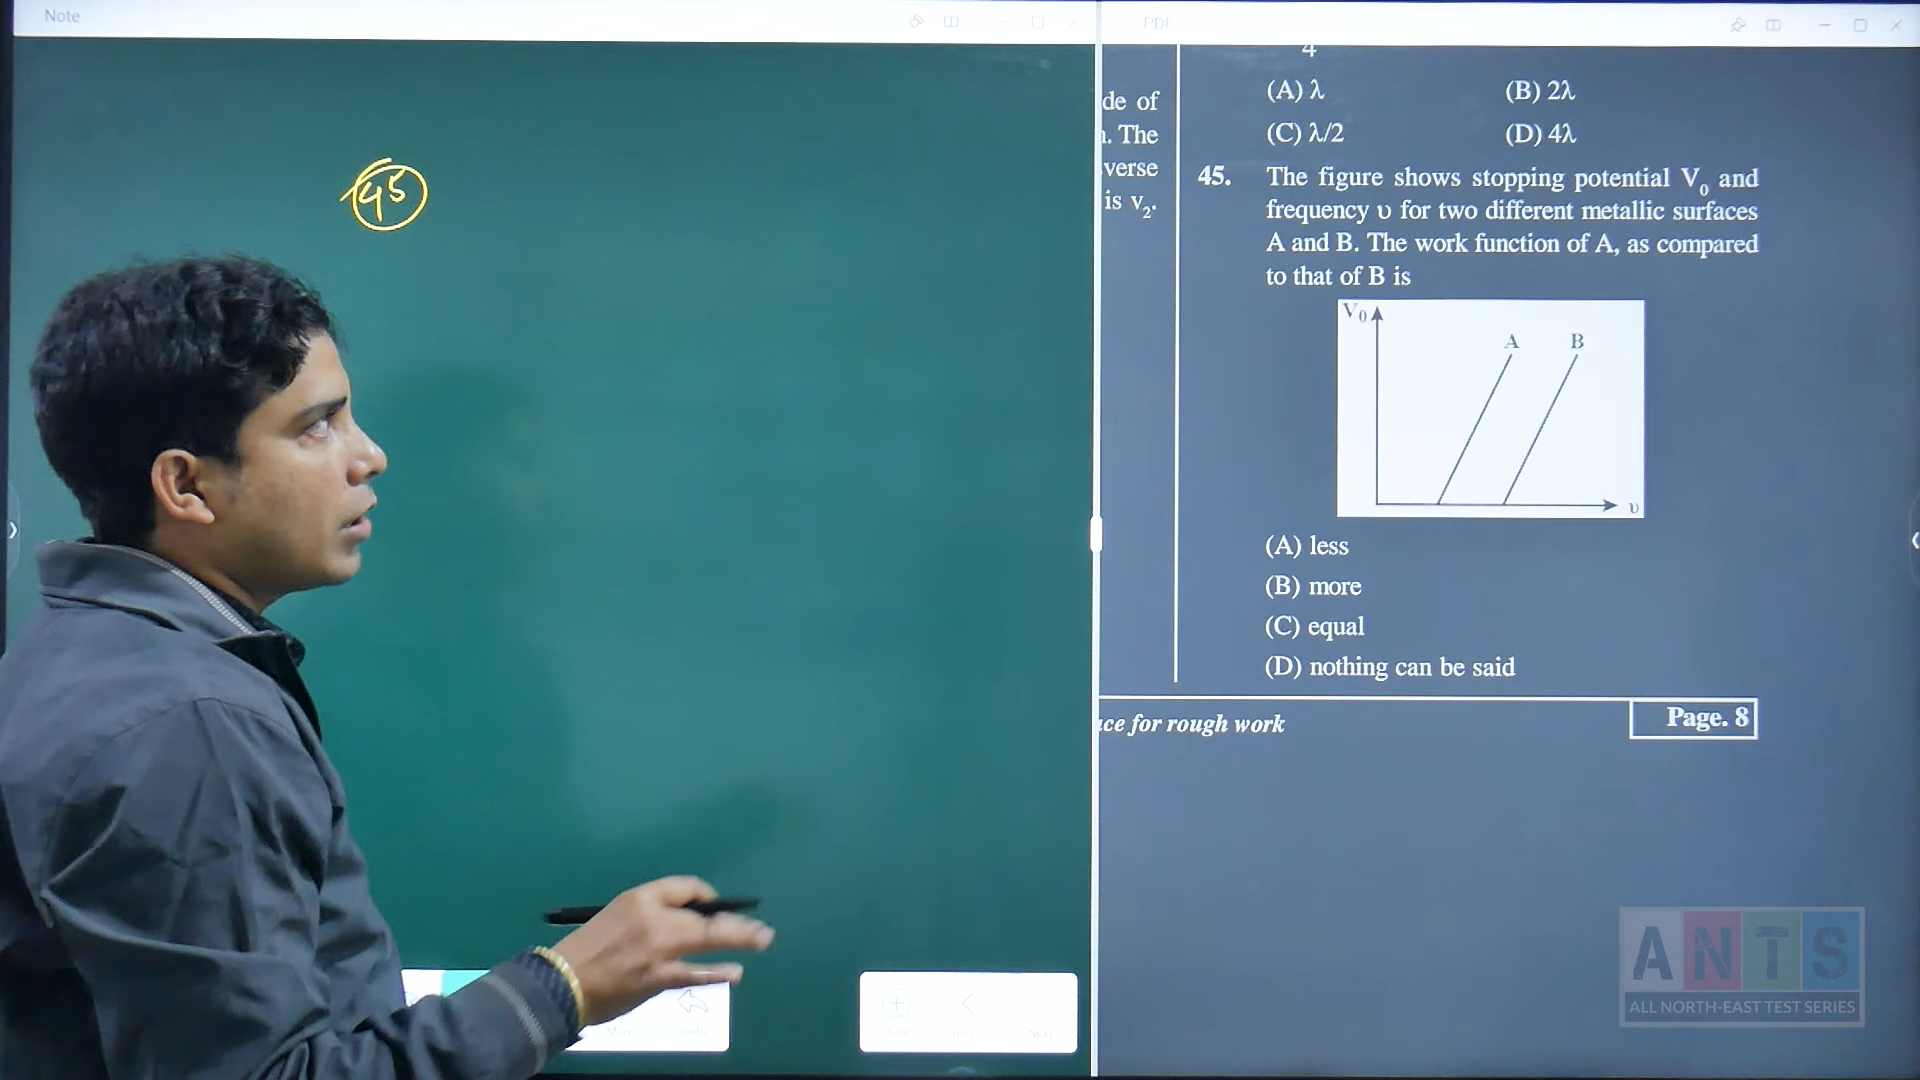 Note
PDF
45
de of
. The
verse
is v₂.
4
(A) λ (B) 2λ
(C) λ/2 (D) 4λ
45. The figure shows stopping potential V₀ and
frequency υ for two different metallic surfaces
A and B. The work function of A, as compared
to that of B is
V₀
A B
υ
(A) less
(B) more
(C) equal
(D) nothing can be said
ce for rough work
Page. 8
ANTS
ALL NORTH-EAST TEST SERIES